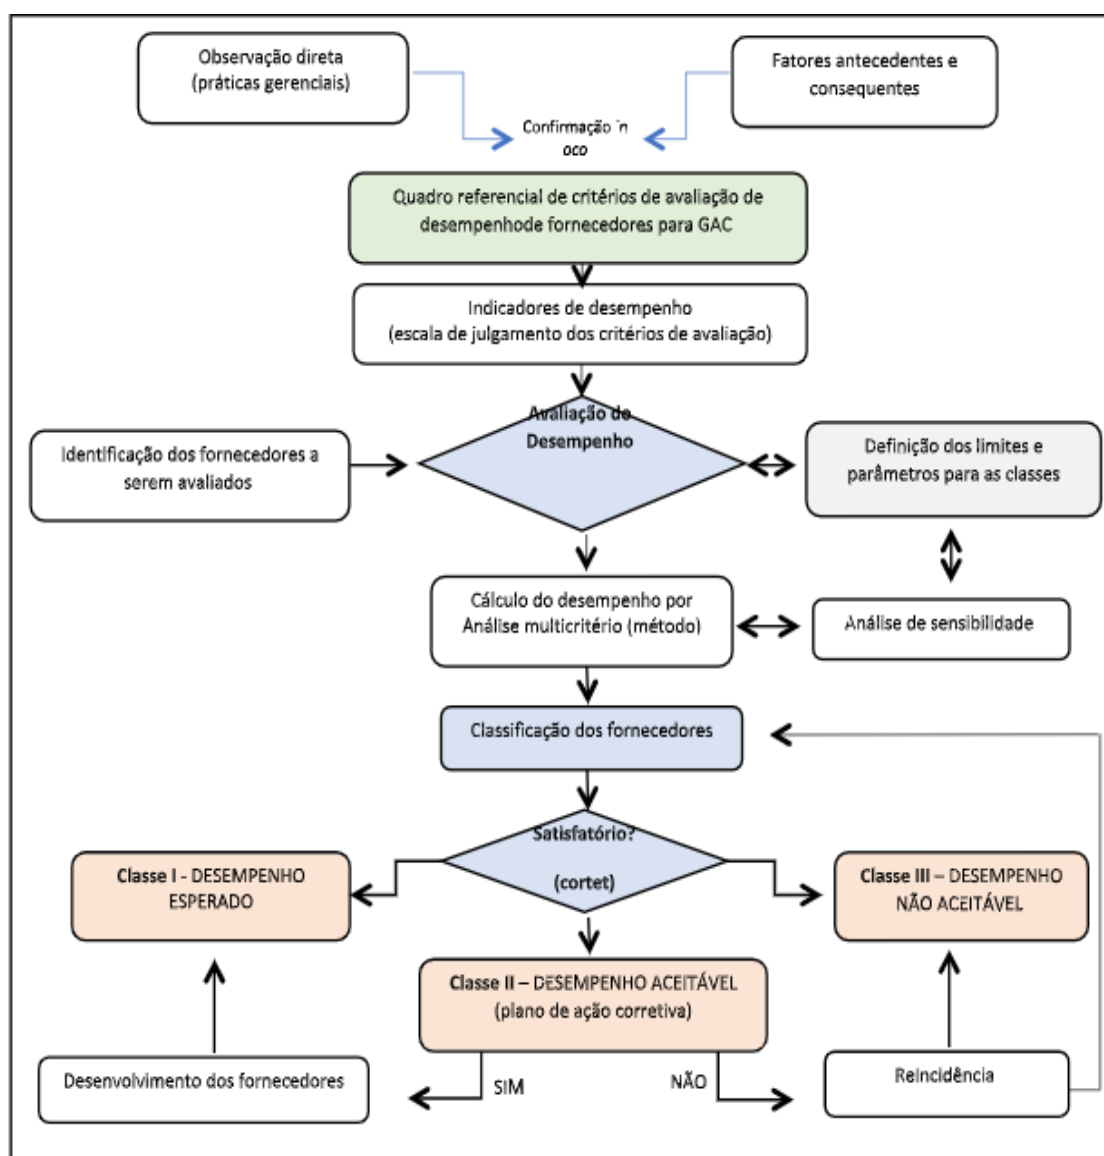 Observação direta
(práticas gerenciais)
Fatores antecedentes e
consequentes
Confirmação in
oco
Quadro referencial de critérios de avaliação de
desempenhode fornecedores para GAC
Indicadores de desempenho
(escala de julgamento dos critérios de avaliação)
Avaliação do
Desempenho
Identificação dos fornecedores a
serem avaliados
Definição dos limites e
parâmetros para as classes
Cálculo do desempenho por
Análise multicritério (método)
Análise de sensibilidade
Classificação dos fornecedores
Satisfatório?
(cortet)
Classe I - DESEMPENHO
ESPERADO
Classe III – DESEMPENHO
NÃO ACEITÁVEL
Classe II – DESEMPENHO ACEITÁVEL
(plano de ação corretiva)
Desenvolvimento dos fornecedores
SIM
NÃO
Reincidência